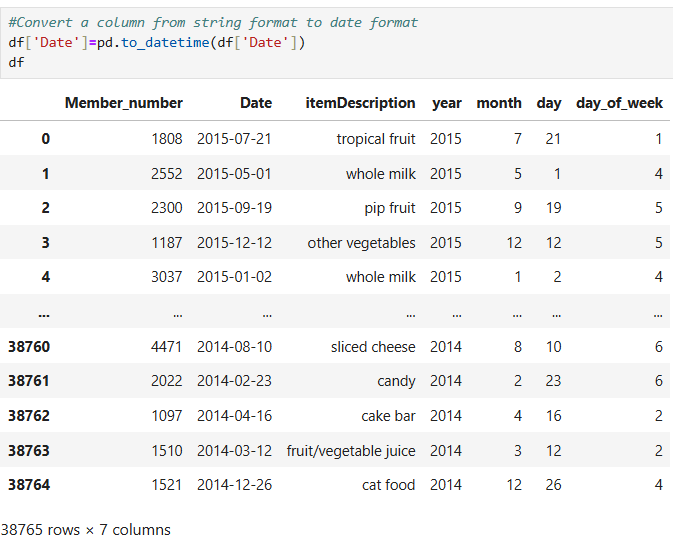 #Convert a column from string format to date format
df['Date']=pd.to_datetime(df['Date'])
df
Member_number Date itemDescription year month day day_of_week
0 1808 2015-07-21 tropical fruit 2015 7 21 1
1 2552 2015-05-01 whole milk 2015 5 1 4
2 2300 2015-09-19 pip fruit 2015 9 19 5
3 1187 2015-12-12 other vegetables 2015 12 12 5
4 3037 2015-01-02 whole milk 2015 1 2 4
... ... ... ... ... ... ... ...
38760 4471 2014-08-10 sliced cheese 2014 8 10 6
38761 2022 2014-02-23 candy 2014 2 23 6
38762 1097 2014-04-16 cake bar 2014 4 16 2
38763 1510 2014-03-12 fruit/vegetable juice 2014 3 12 2
38764 1521 2014-12-26 cat food 2014 12 26 4
38765 rows × 7 columns